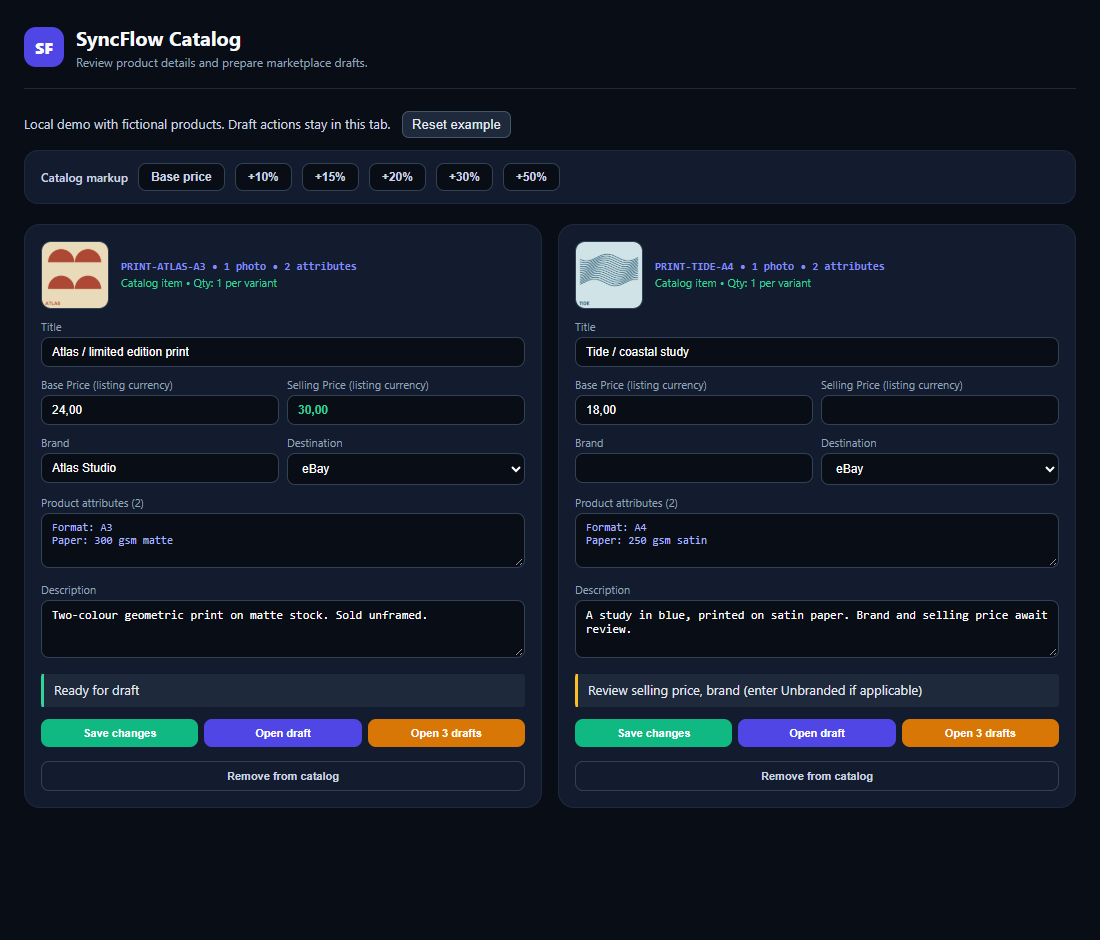 SF
SyncFlow Catalog
Review product details and prepare marketplace drafts.
Local demo with fictional products. Draft actions stay in this tab.
Reset example
Catalog markup
Base price
+10%
+15%
+20%
+30%
+50%
ATLAS
PRINT-ATLAS-A3 • 1 photo • 2 attributes
Catalog item • Qty: 1 per variant
Title
Atlas / limited edition print
Base Price (listing currency)
24,00
Selling Price (listing currency)
30,00
Brand
Atlas Studio
Destination
eBay
Product attributes (2)
Format: A3
Paper: 300 gsm matte
Description
Two-colour geometric print on matte stock. Sold unframed.
Ready for draft
Save changes
Open draft
Open 3 drafts
Remove from catalog
TIDE
PRINT-TIDE-A4 • 1 photo • 2 attributes
Catalog item • Qty: 1 per variant
Title
Tide / coastal study
Base Price (listing currency)
18,00
Selling Price (listing currency)
Brand
Destination
eBay
Product attributes (2)
Format: A4
Paper: 250 gsm satin
Description
A study in blue, printed on satin paper. Brand and selling price await
review.
Review selling price, brand (enter Unbranded if applicable)
Save changes
Open draft
Open 3 drafts
Remove from catalog